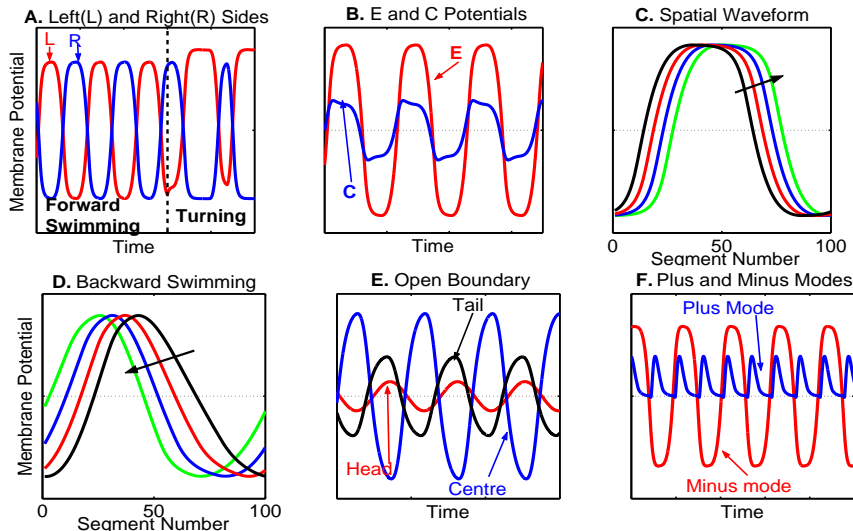 A. Left(L) and Right(R) Sides
L
R
Membrane Potential
Forward
Swimming
Turning
Time
B. E and C Potentials
E
C
Time
C. Spatial Waveform
0
50
100
Segment Number
D. Backward Swimming
Membrane Potential
0
50
100
Segment Number
E. Open Boundary
Tail
Head
Centre
Time
F. Plus and Minus Modes
Plus Mode
Minus mode
Time